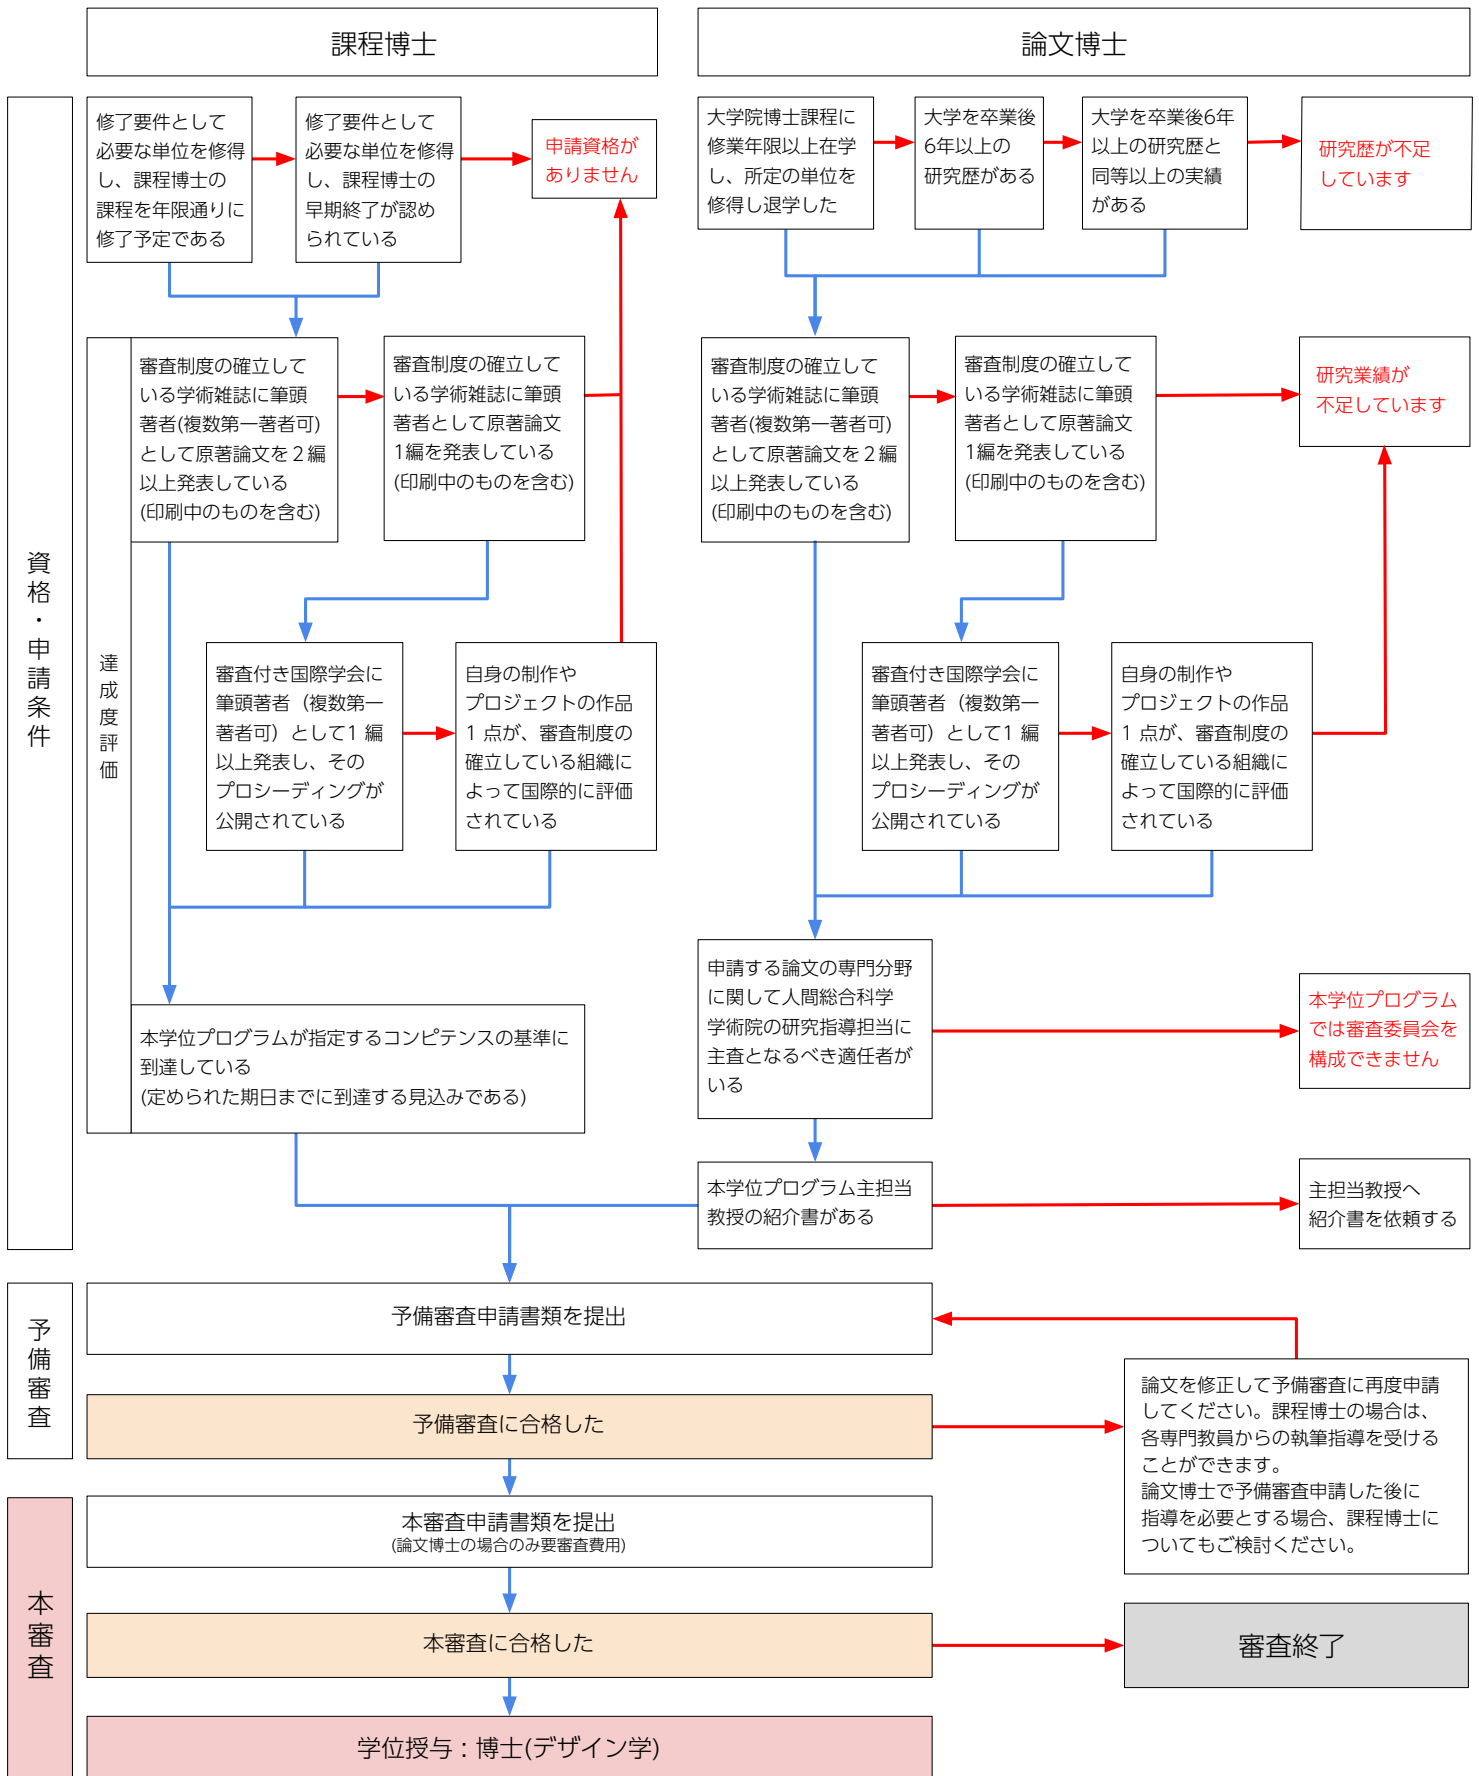 課程博士
論文博士
資格・申請条件
修了要件として
必要な単位を修得
し、課程博士の
課程を年限通りに
修了予定である
修了要件として
必要な単位を修得
し、課程博士の
早期終了が認め
られている
申請資格が
ありません
大学院博士課程に
修業年限以上在学
し、所定の単位を
修得し退学した
大学を卒業後
6年以上の
研究歴がある
大学を卒業後6年
以上の研究歴と
同等以上の実績
がある
研究歴が不足
しています
達成度評価
審査制度の確立して
いる学術雑誌に筆頭
著者(複数第一著者可)
として原著論文を２編
以上発表している
(印刷中のものを含む)
審査制度の確立して
いる学術雑誌に筆頭
著者として原著論文
1編を発表している
(印刷中のものを含む)
審査制度の確立して
いる学術雑誌に筆頭
著者(複数第一著者可)
として原著論文を２編
以上発表している
(印刷中のものを含む)
審査制度の確立して
いる学術雑誌に筆頭
著者として原著論文
1編を発表している
(印刷中のものを含む)
研究業績が
不足しています
審査付き国際学会に
筆頭著者（複数第一
著者可）として1 編
以上発表し、その
プロシーディングが
公開されている
自身の制作や
プロジェクトの作品
1 点が、審査制度の
確立している組織に
よって国際的に評価
されている
審査付き国際学会に
筆頭著者（複数第一
著者可）として1 編
以上発表し、その
プロシーディングが
公開されている
自身の制作や
プロジェクトの作品
1 点が、審査制度の
確立している組織に
よって国際的に評価
されている
本学位プログラムが指定するコンピテンスの基準に
到達している
(定められた期日までに到達する見込みである)
申請する論文の専門分野
に関して人間総合科学
学術院の研究指導担当に
主査となるべき適任者が
いる
本学位プログラム
では審査委員会を
構成できません
本学位プログラム主担当
教授の紹介書がある
主担当教授へ
紹介書を依頼する
予備審査
予備審査申請書類を提出
予備審査に合格した
論文を修正して予備審査に再度申請
してください。課程博士の場合は、
各専門教員からの執筆指導を受ける
ことができます。
論文博士で予備審査申請した後に
指導を必要とする場合、課程博士に
ついてもご検討ください。
本審査
本審査申請書類を提出
(論文博士の場合のみ要審査費用)
本審査に合格した
審査終了
学位授与：博士(デザイン学)